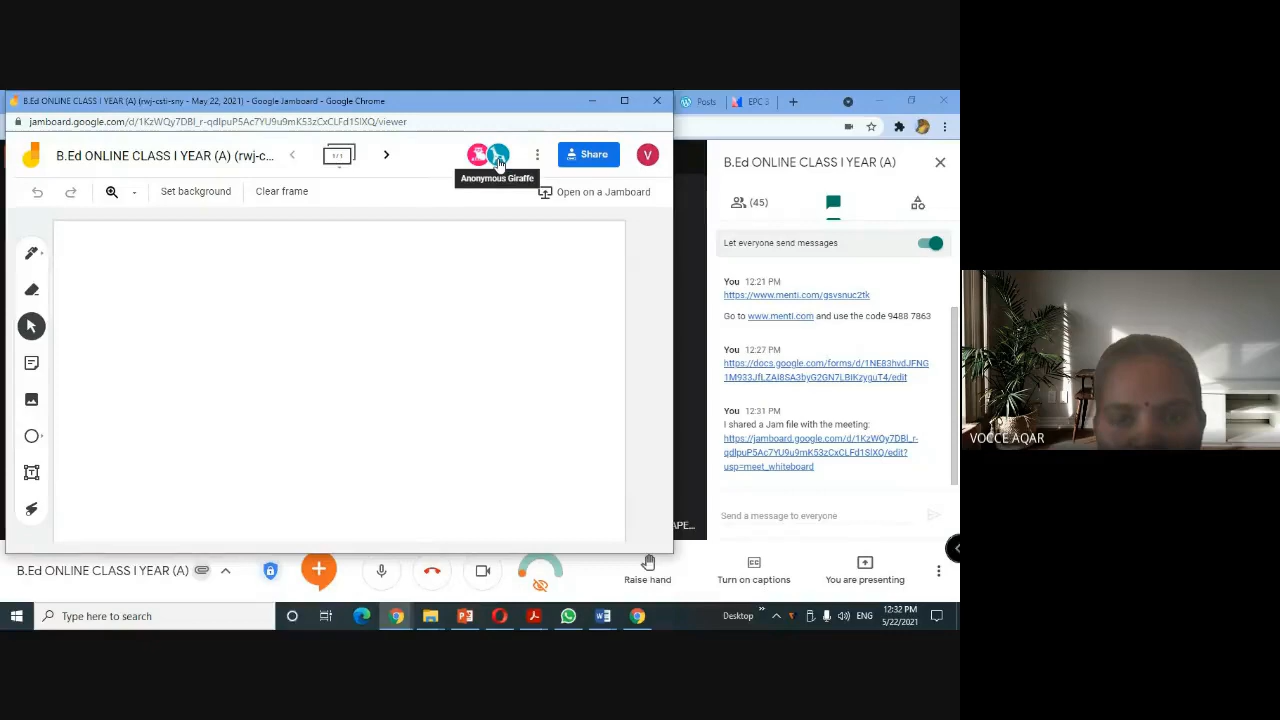 B.Ed ONLINE CLASS I YEAR (A) (rwj-csti-sny - May 22, 2021) - Google Jamboard - Google Chrome
Posts
EPC 3
jamboard.google.com/d/1KzWQy7DBl_r-qdlpuP5Ac7YU9u9mK53zCxCLFd1SlXQ/viewer
B.Ed ONLINE CLASS I YEAR (A) (rwj-c...
1/1
Share
V
Anonymous Giraffe
Set background
Clear frame
Open on a Jamboard
B.Ed ONLINE CLASS I YEAR (A)
(45)
Let everyone send messages
You 12:21 PM
https://www.menti.com/gsvsnuc2tk
Go to www.menti.com and use the code 9488 7863
You 12:27 PM
https://docs.google.com/forms/d/1NE83hvdJFNG
1M933JfLZAI8SA3byG2GN7LBIKzyguT4/edit
You 12:31 PM
I shared a Jam file with the meeting:
https://jamboard.google.com/d/1KzWQy7DBl_r-
qdlpuP5Ac7YU9u9mK53zCxCLFd1SlXQ/edit?
usp=meet_whiteboard
Send a message to everyone
APE...
VOCCE AQAR
B.Ed ONLINE CLASS I YEAR (A)
Raise hand
Turn on captions
You are presenting
Type here to search
Desktop
ENG
12:32 PM
5/22/2021